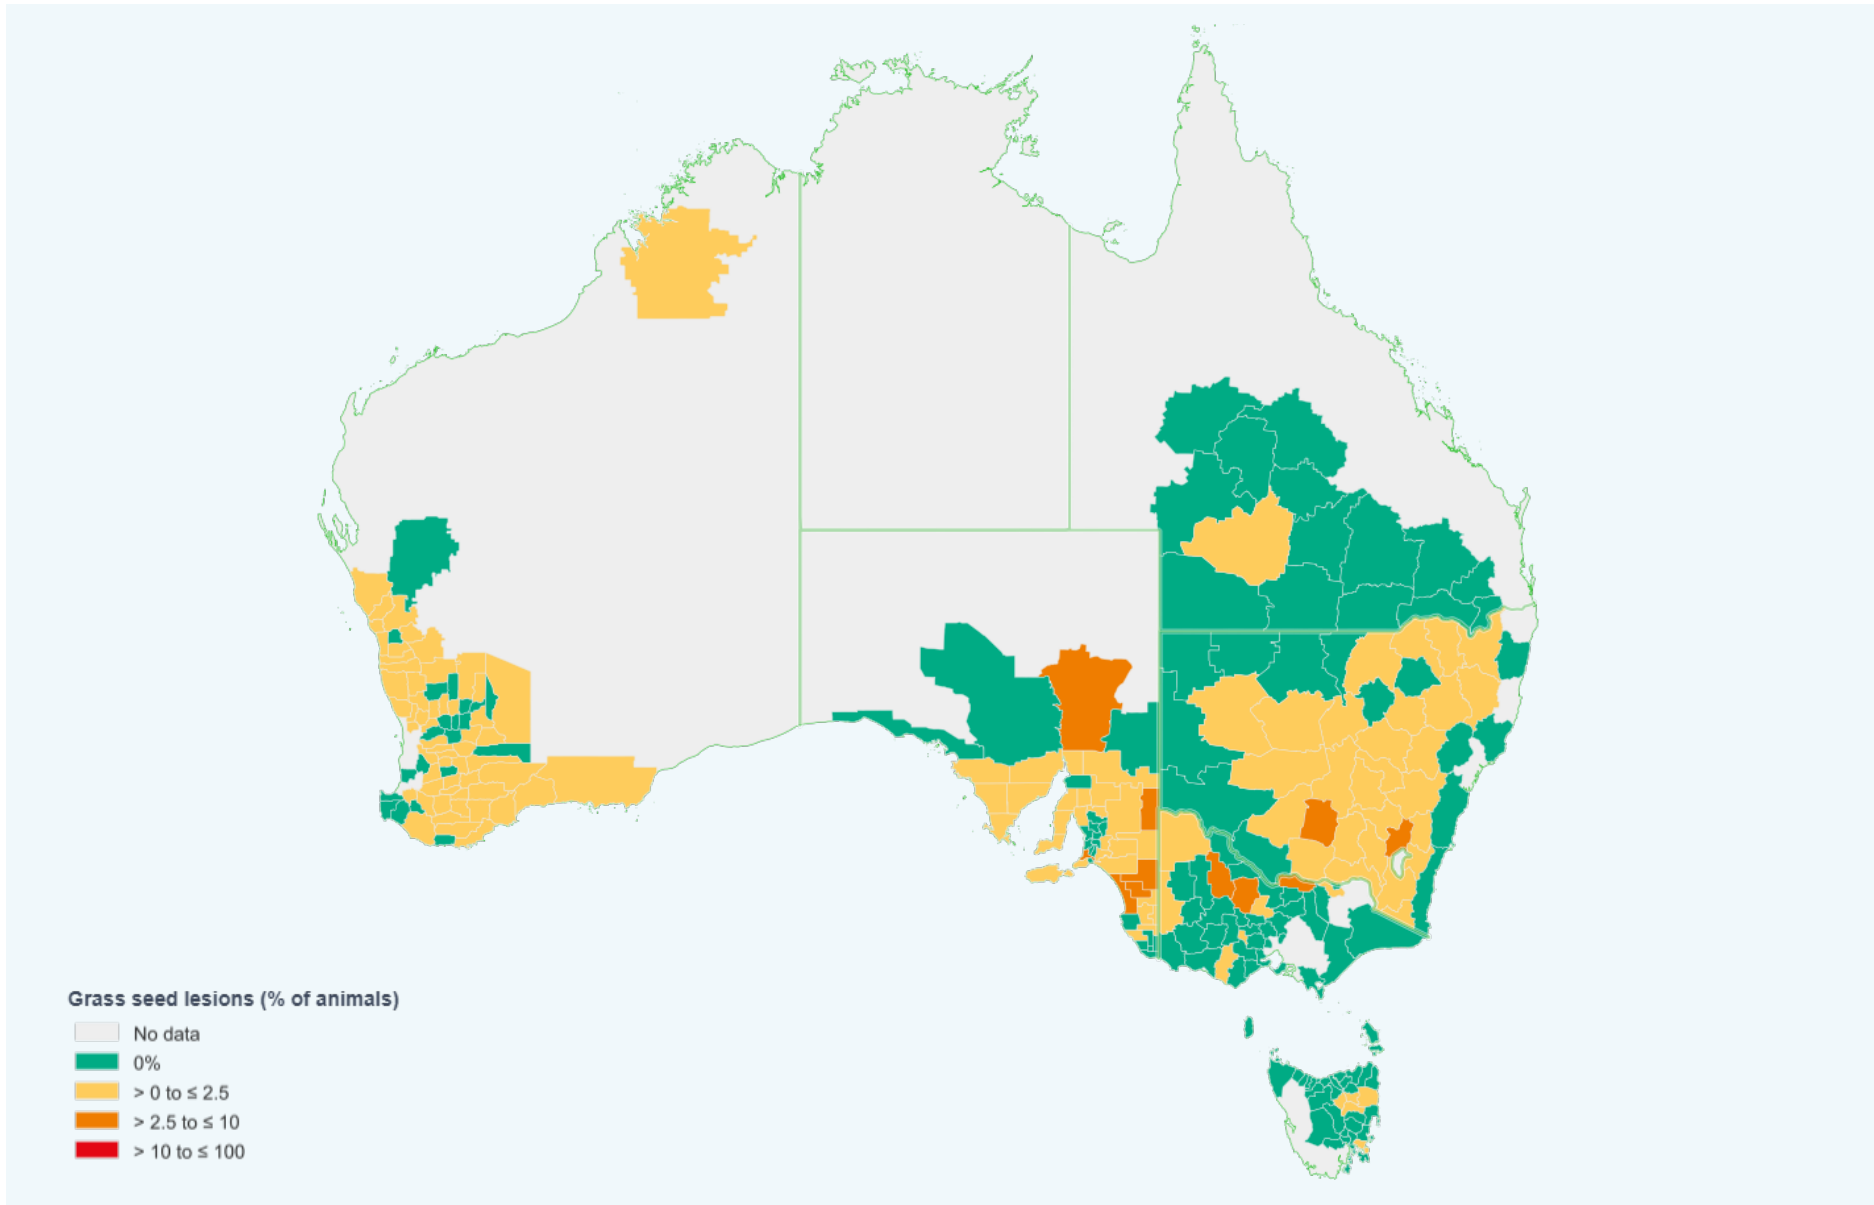 Grass seed lesions (% of animals)
No data
0%
> 0 to ≤ 2.5
> 2.5 to ≤ 10
> 10 to ≤ 100